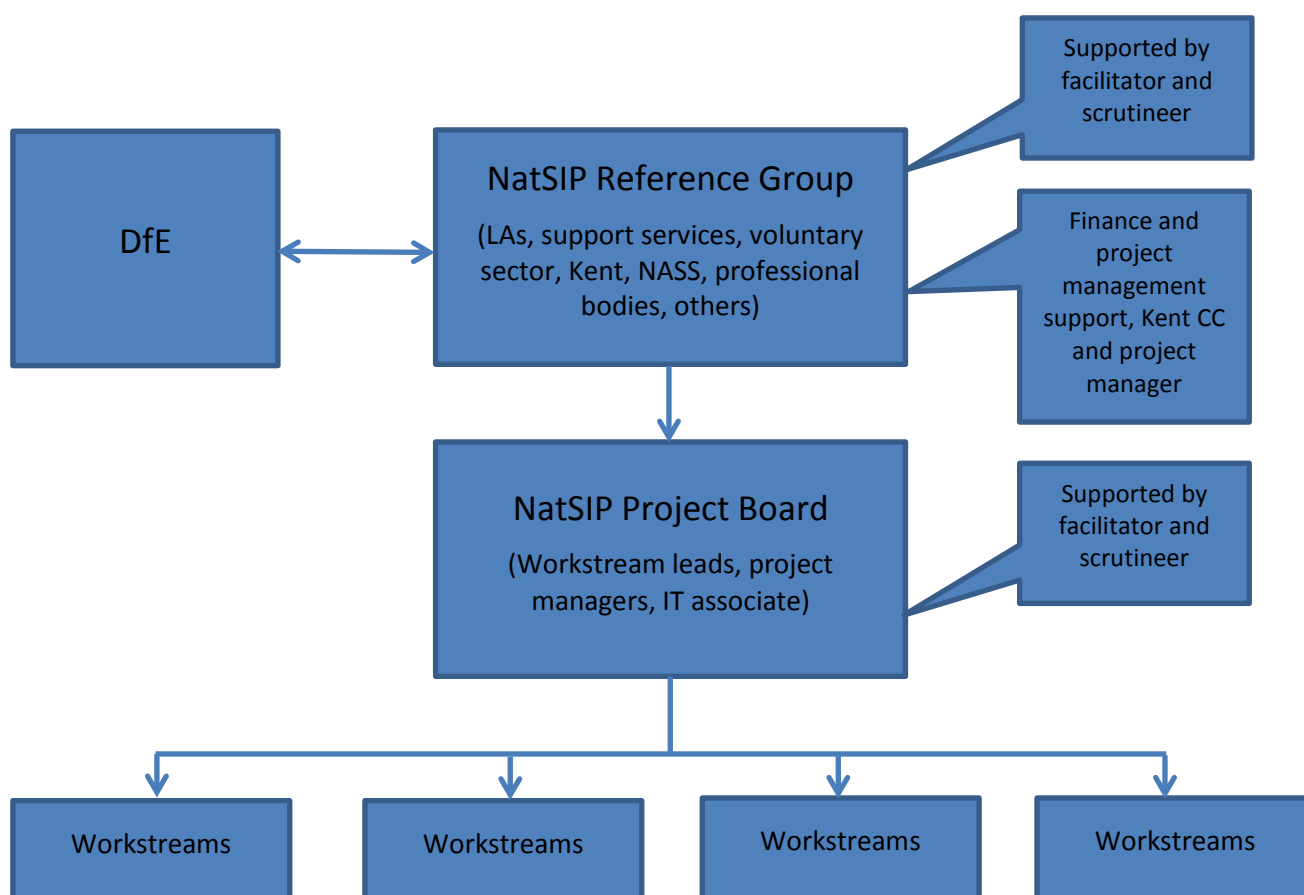 Supported by
facilitator and
scrutineer
DfE
NatSIP Reference Group
(LAs, support services, voluntary
sector, Kent, NASS, professional
bodies, others)
Finance and
project
management
support, Kent CC
and project
manager
NatSIP Project Board
(Workstream leads, project
managers, IT associate)
Supported by
facilitator and
scrutineer
Workstreams
Workstreams
Workstreams
Workstreams